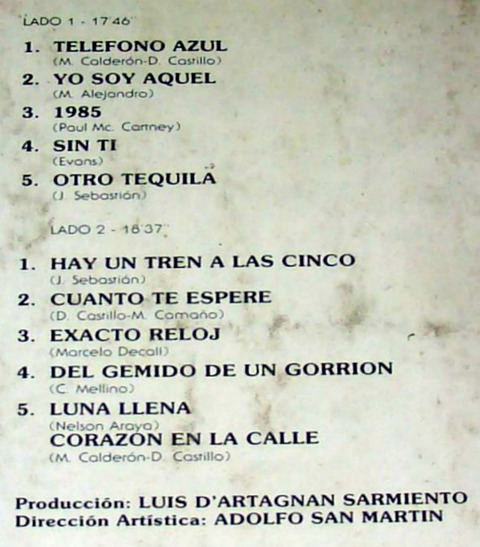 LADO 1 - 17'46''
1. TELEFONO AZUL
(M. Calderón-D. Castillo)
2. YO SOY AQUEL
(M. Alejandro)
3. 1985
(Paul Mc. Cartney)
4. SIN TI
(Evans)
5. OTRO TEQUILA
(J. Sebastián)
LADO 2 - 16'37''
1. HAY UN TREN A LAS CINCO
(J. Sebastián)
2. CUANTO TE ESPERE
(D. Castillo-M. Camaño)
3. EXACTO RELOJ
(Marcelo Decall)
4. DEL GEMIDO DE UN GORRION
(C. Mellino)
5. LUNA LLENA
(Nelson Araya)
CORAZON EN LA CALLE
(M. Calderón-D. Castillo)
Producción: LUIS D'ARTAGNAN SARMIENTO
Dirección Artística: ADOLFO SAN MARTIN